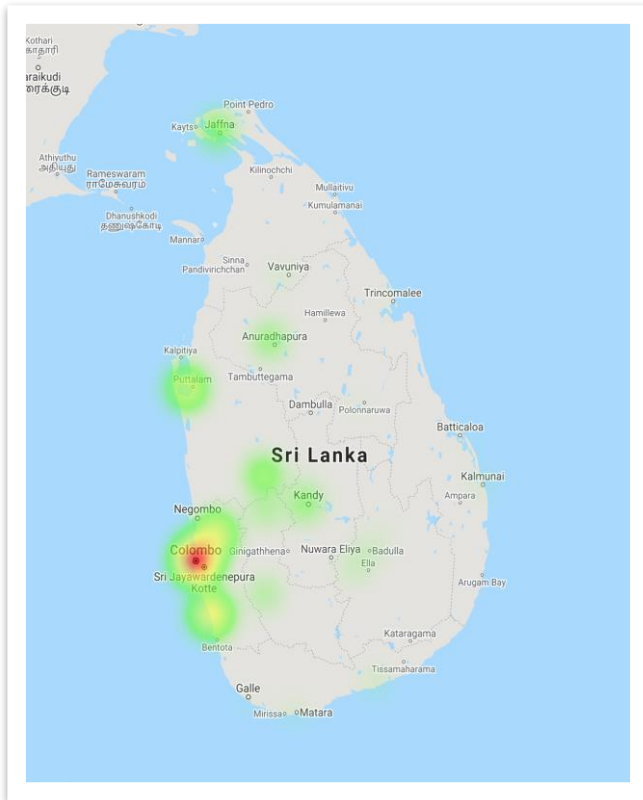 Kothari
காதாரி
araikudi
ரைக்குடி
Point Pedro
Kayts
Jaffna
Athivuthu
அதியுது
Kilinochchi
Rameswaram
ராமேசுவரம்
Mullaitivu
Kumulamanai
Dhanushkodi
தனுஷ்கோடி
Mannar
Sinna
Pandivirichchan
Vavuniya
Trincomalee
Hamillewa
Anuradhapura
Kalpitiya
Puttalam
Tambuttegama
Dambulla
Polonnaruwa
Batticaloa
Sri Lanka
Kalmunai
Kandy
Ampara
Negombo
Colombo
Ginigathhena
Nuwara Eliya
Badulla
Ella
Sri Jayawardenepura
Kotte
Arugam Bay
Kataragama
Bentota
Tissamaharama
Galle
Mirissa
Matara